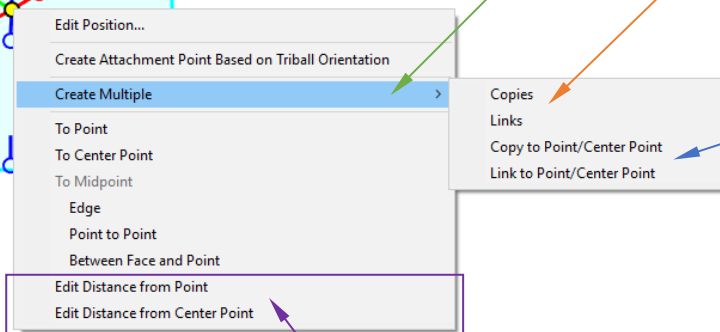 Edit Position...
Create Attachment Point Based on Triball Orientation
Create Multiple
To Point
To Center Point
To Midpoint
Edge
Point to Point
Between Face and Point
Edit Distance from Point
Edit Distance from Center Point
Copies
Links
Copy to Point/Center Point
Link to Point/Center Point